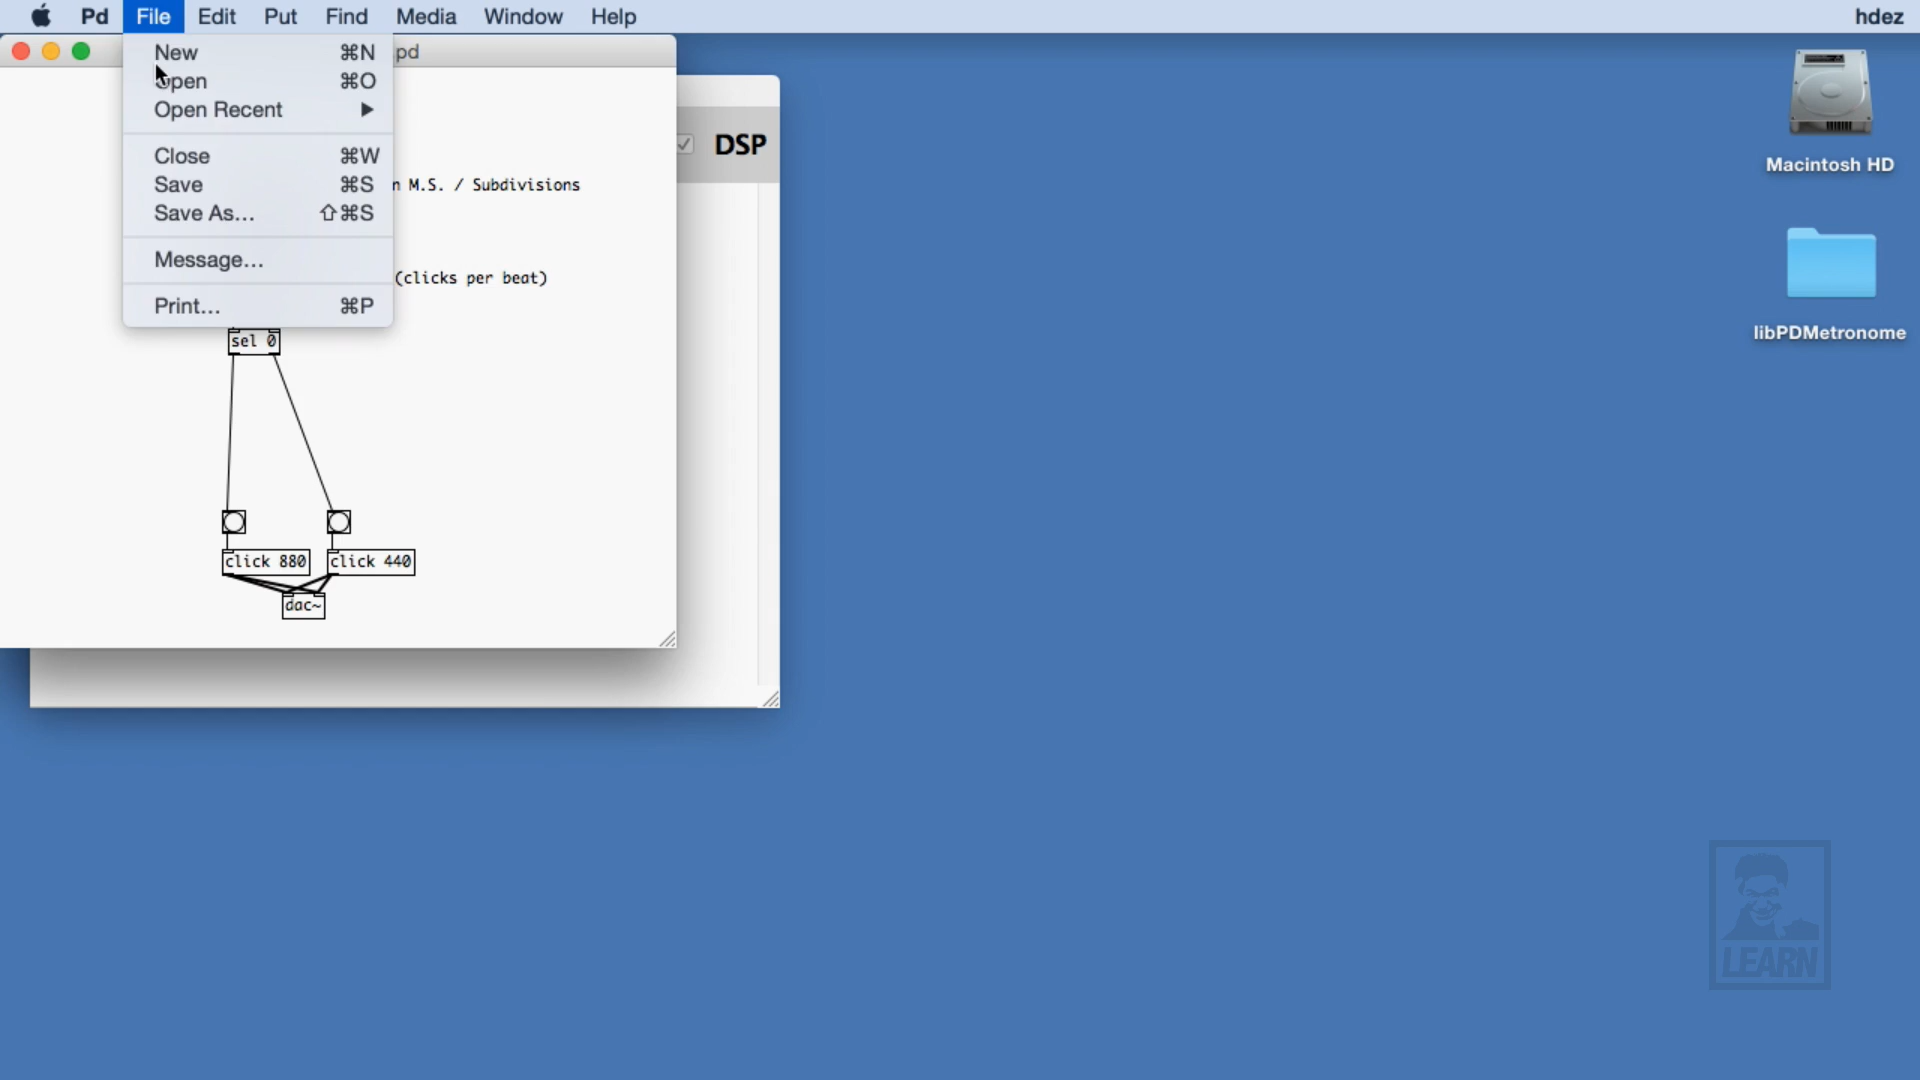 Pd File Edit Put Find Media Window Help hdez
pd
New ⌘N
Open ⌘O
Open Recent ▶
Close ⌘W
Save ⌘S
Save As... ⇧⌘S
Message...
Print... ⌘P
DSP
M.S. / Subdivisions
(clicks per beat)
sel 0
click 880 click 440
dac~
Macintosh HD
libPDMetronome
LEARN